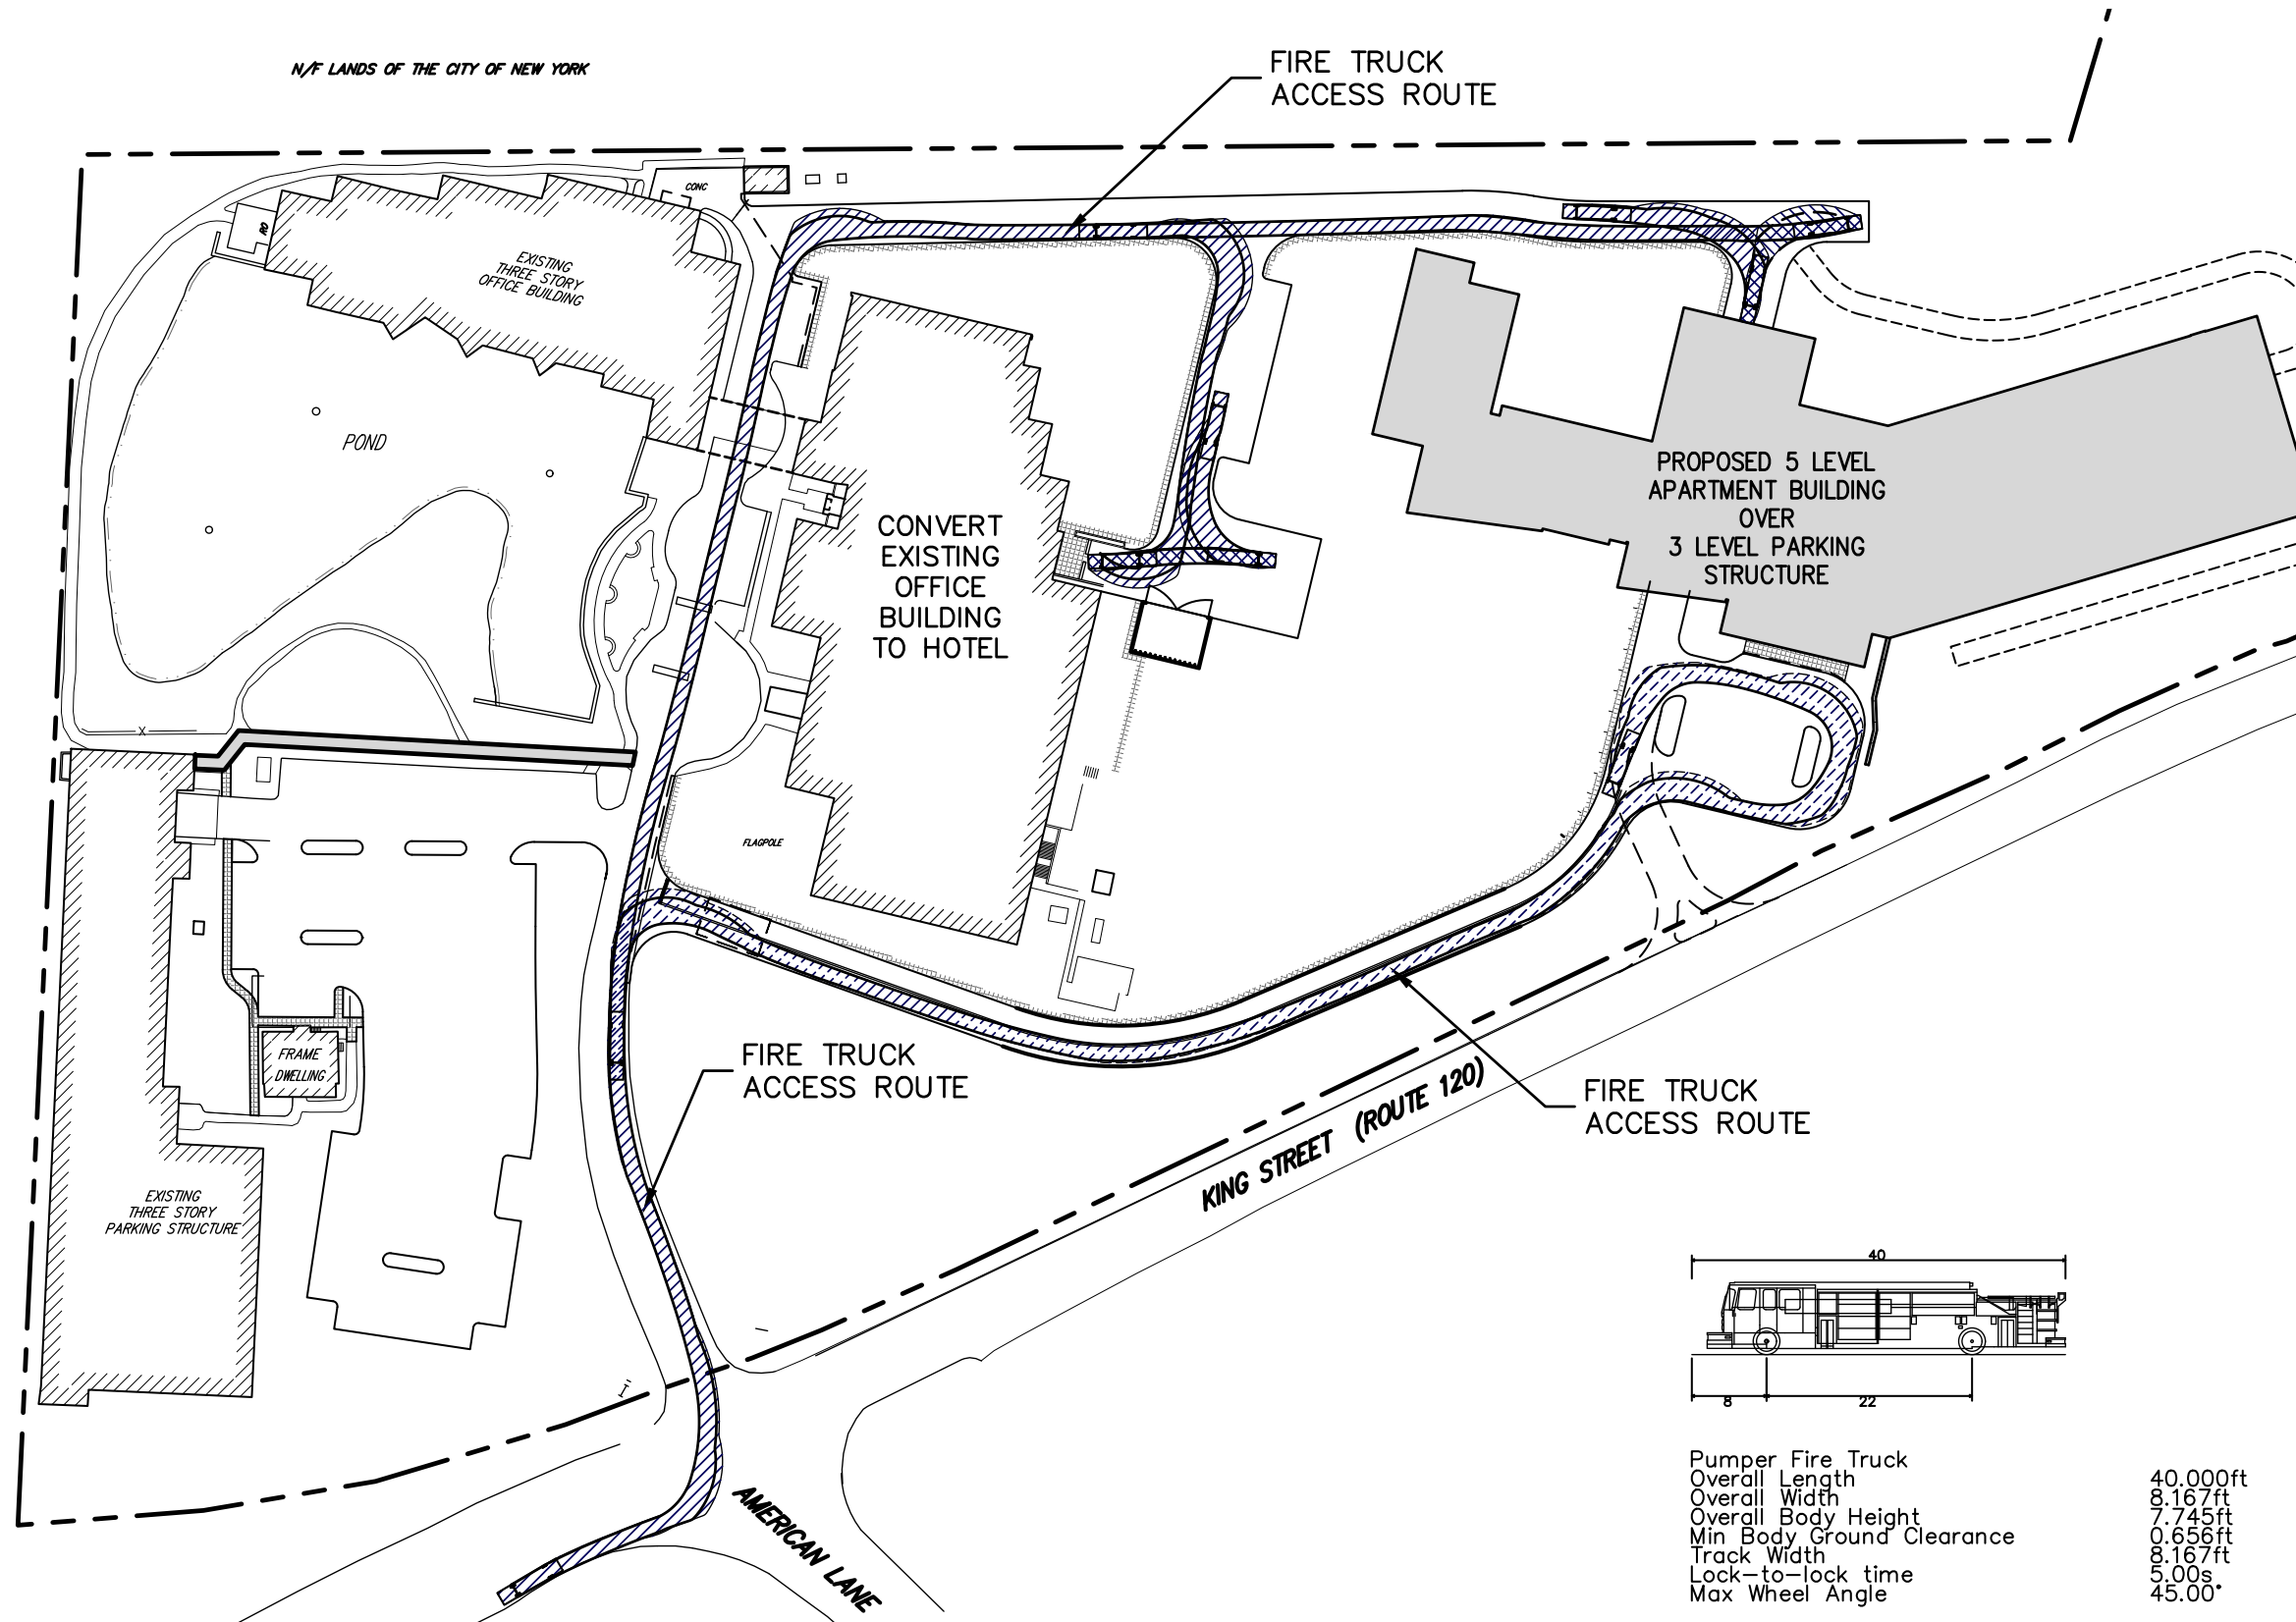 N/F LANDS OF THE CITY OF NEW YORK
FIRE TRUCK
ACCESS ROUTE
CONC
RO
EXISTING
THREE STORY
OFFICE BUILDING
POND
CONVERT
EXISTING
OFFICE
BUILDING
TO HOTEL
PROPOSED 5 LEVEL
APARTMENT BUILDING
OVER
3 LEVEL PARKING
STRUCTURE
X
FLAGPOLE
FRAME
DWELLING
FIRE TRUCK
ACCESS ROUTE
FIRE TRUCK
ACCESS ROUTE
KING STREET (ROUTE 120)
EXISTING
THREE STORY
PARKING STRUCTURE
AMERICAN LANE
40
8
22
Pumper Fire Truck
Overall Length 40.000ft
Overall Width 8.167ft
Overall Body Height 7.745ft
Min Body Ground Clearance 0.656ft
Track Width 8.167ft
Lock-to-lock time 5.00s
Max Wheel Angle 45.00°